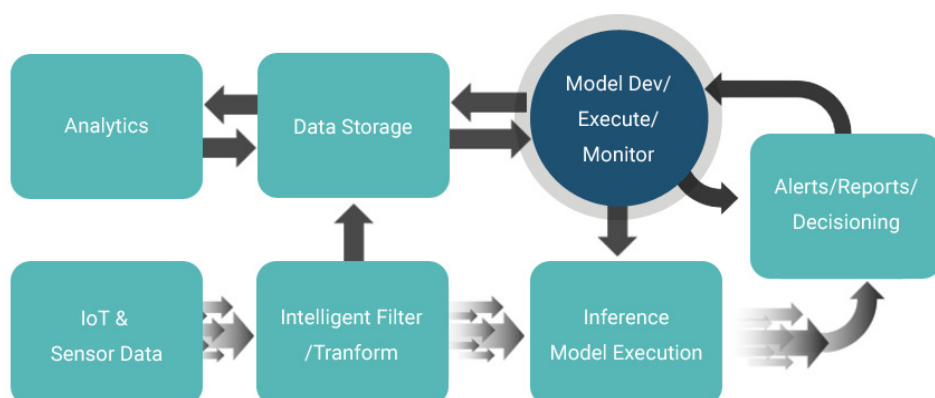 Analytics
Data Storage
Model Dev/
Execute/
Monitor
Alerts/Reports/
Decisioning
IoT &
Sensor Data
Intelligent Filter
/Tranform
Inference
Model Execution